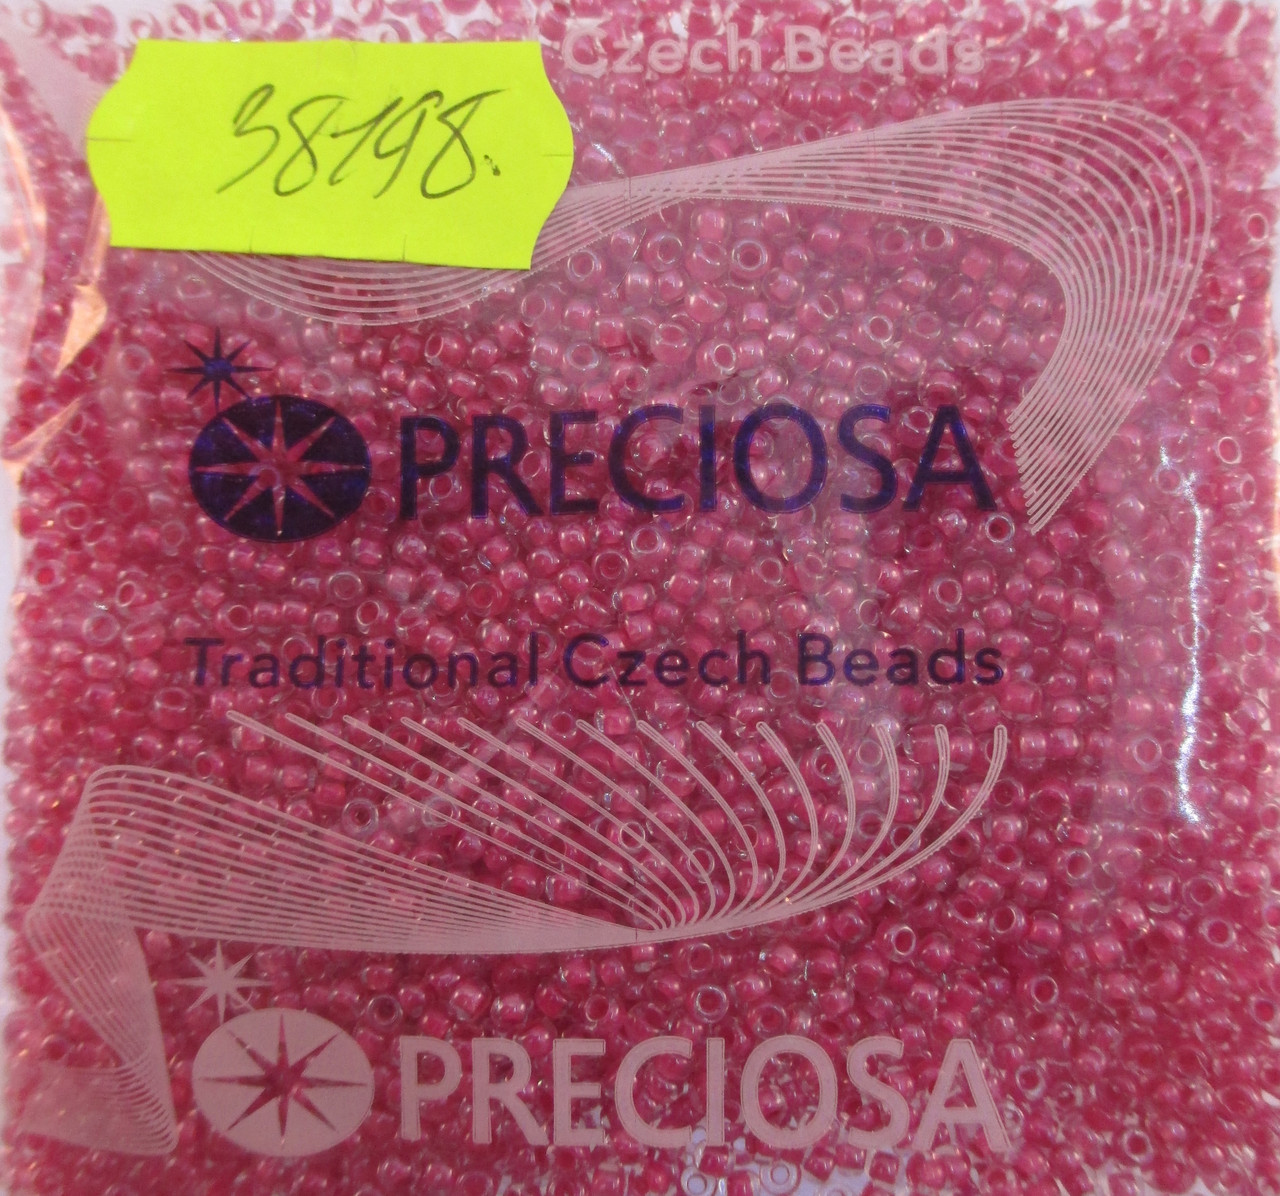 Czech Beads
38198
PRECIOSA
Traditional Czech Beads
PRECIOSA